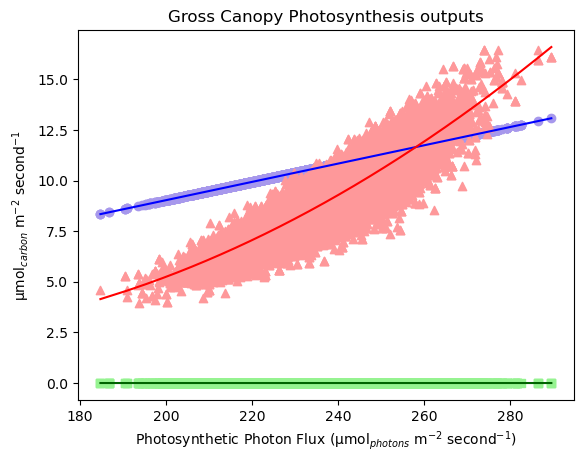 Gross Canopy Photosynthesis outputs
15.0
12.5
10.0
7.5
5.0
2.5
0.0
µmol_carbon m⁻² second⁻¹
180 200 220 240 260 280
Photosynthetic Photon Flux (µmol_photons m⁻² second⁻¹)